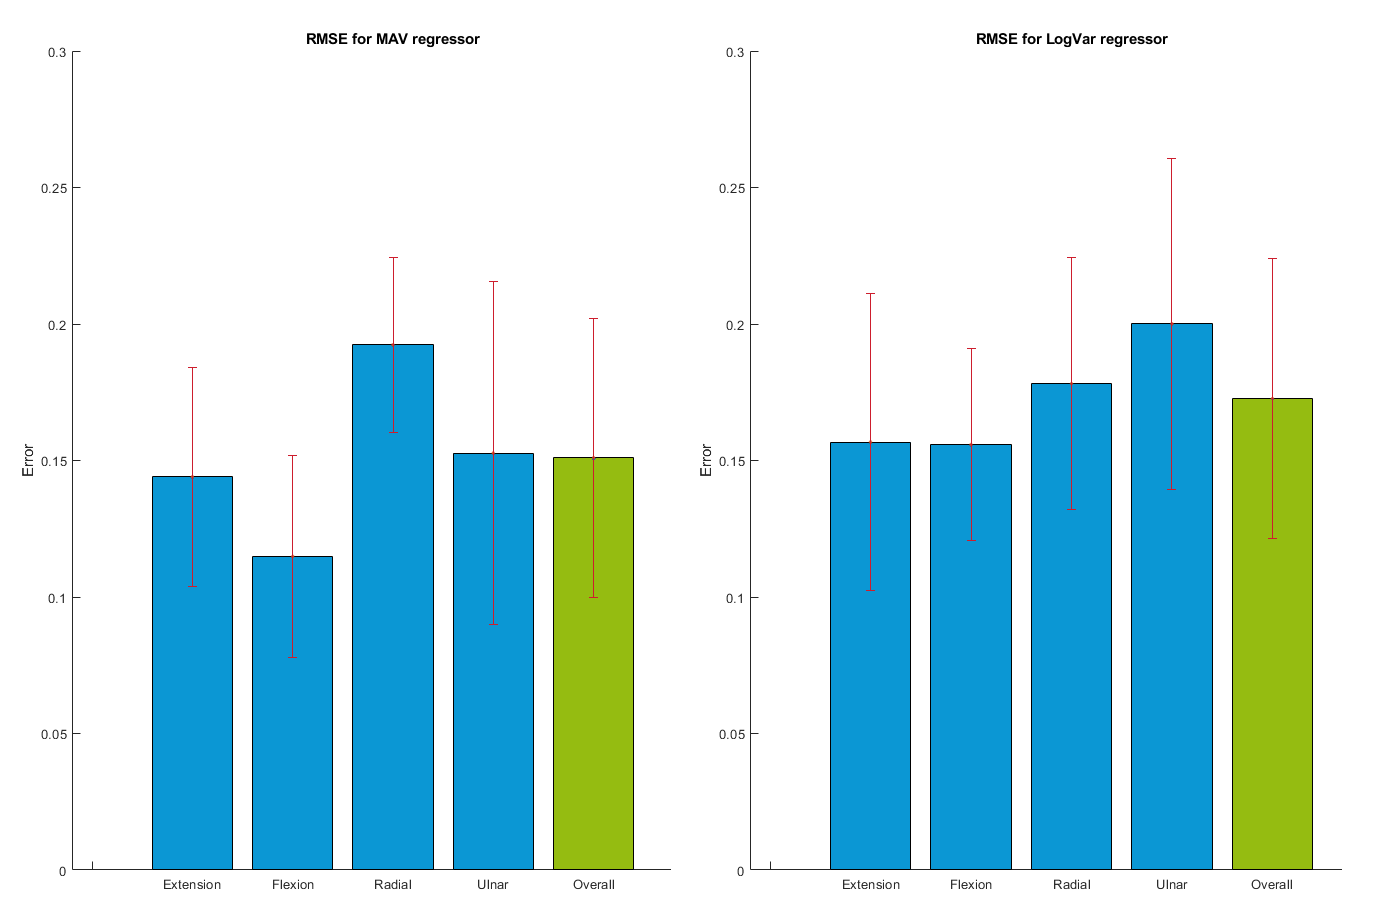 RMSE for MAV regressor
0.3
0.25
0.2
0.15
0.1
0.05
0
Error
Extension Flexion Radial Ulnar Overall
RMSE for LogVar regressor
0.3
0.25
0.2
0.15
0.1
0.05
0
Error
Extension Flexion Radial Ulnar Overall